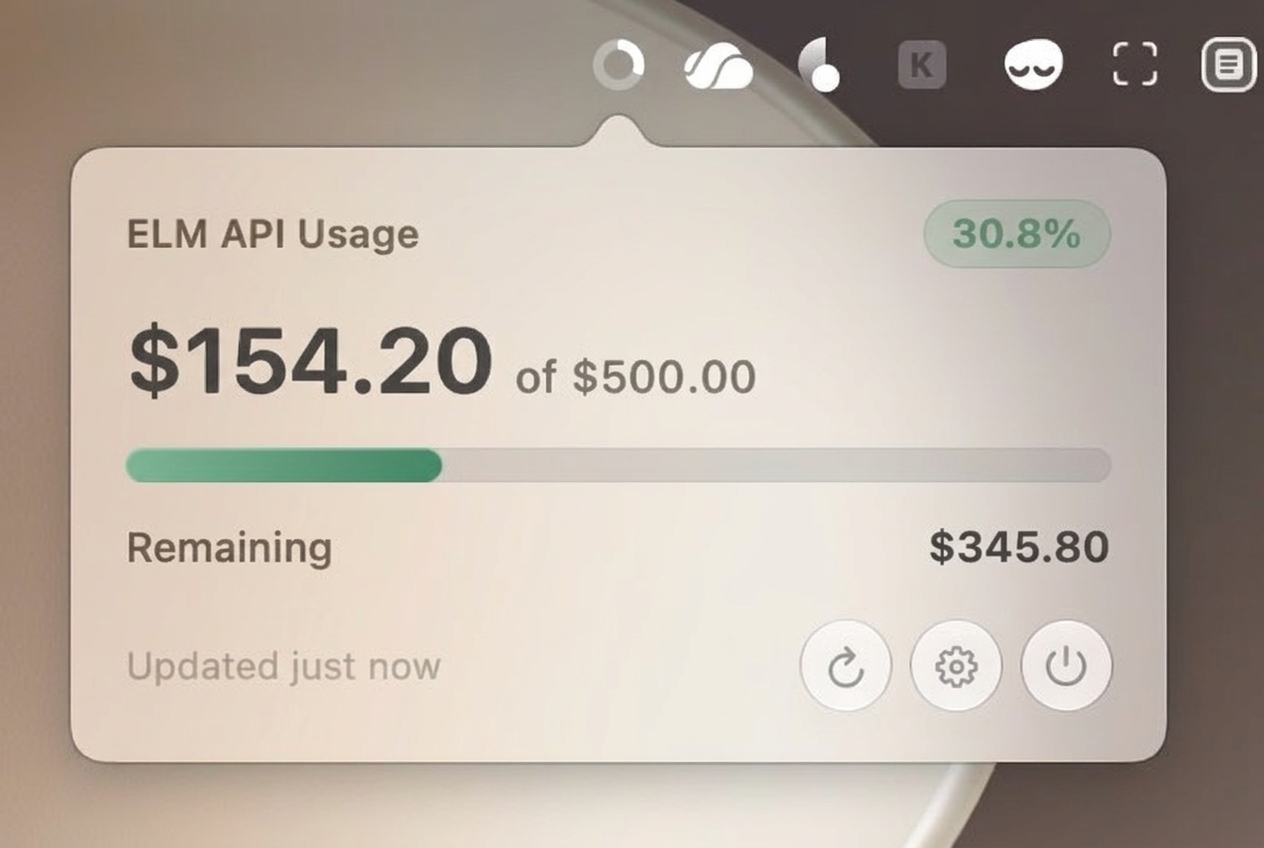 K
ELM API Usage
30.8%
$154.20 of $500.00
Remaining
$345.80
Updated just now